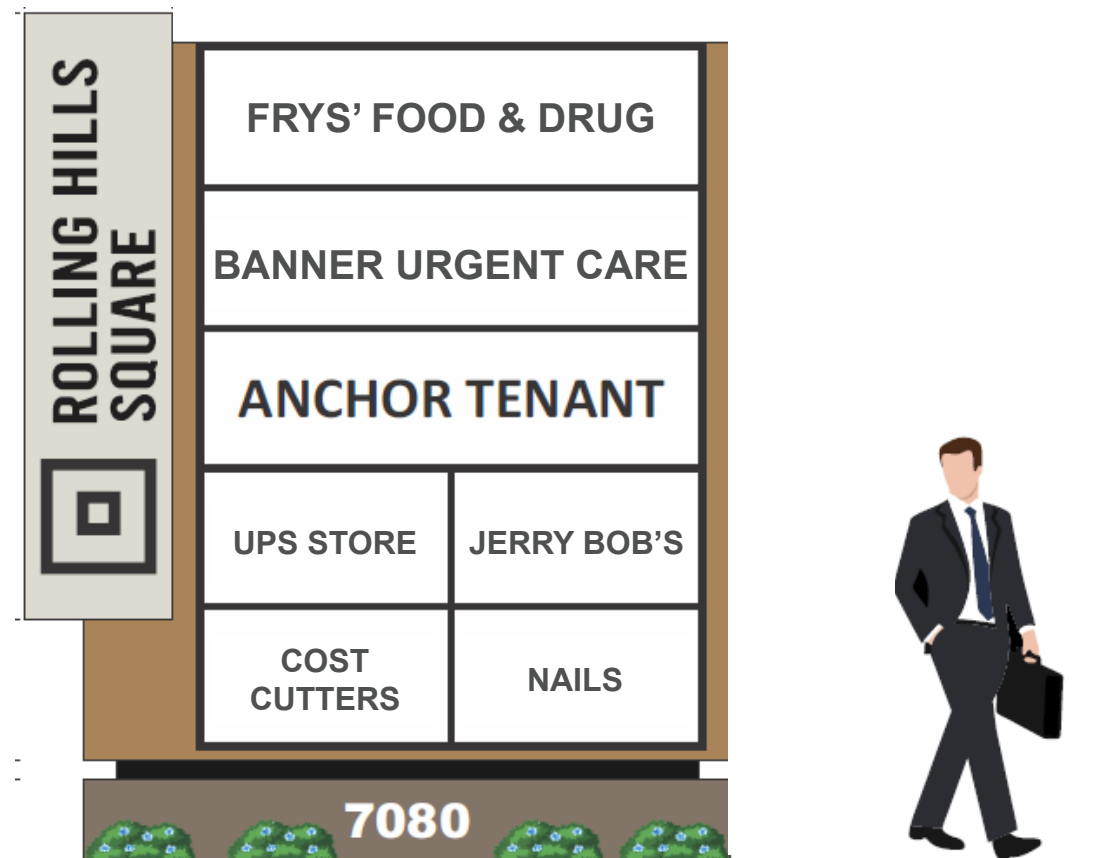 ROLLING HILLS
SQUARE
FRYS’ FOOD & DRUG
BANNER URGENT CARE
ANCHOR TENANT
UPS STORE
JERRY BOB’S
COST
CUTTERS
NAILS
7080